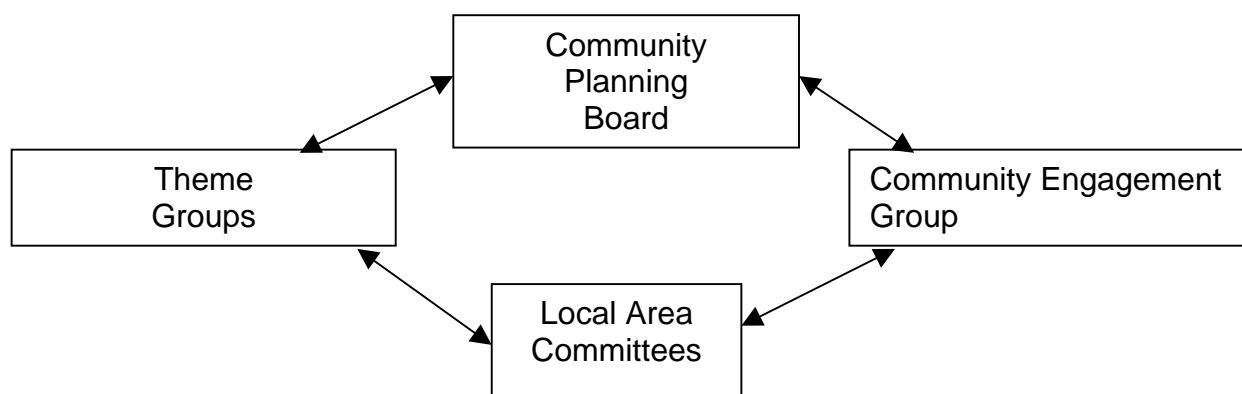 Community
Planning
Board
Theme
Groups
Community Engagement
Group
Local Area
Committees